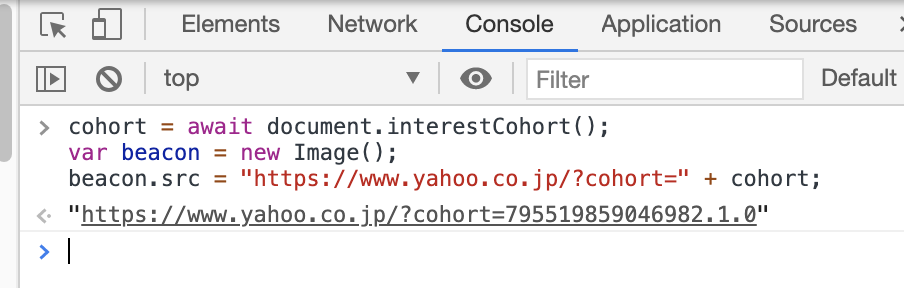 Elements Console Application Sources
top Filter Default
cohort = await document.interestCohort();
var beacon = new Image();
beacon.src = "https://www.yahoo.co.jp/?cohort=" + cohort;
"https://www.yahoo.co.jp/?cohort=795519859046982.1.0"